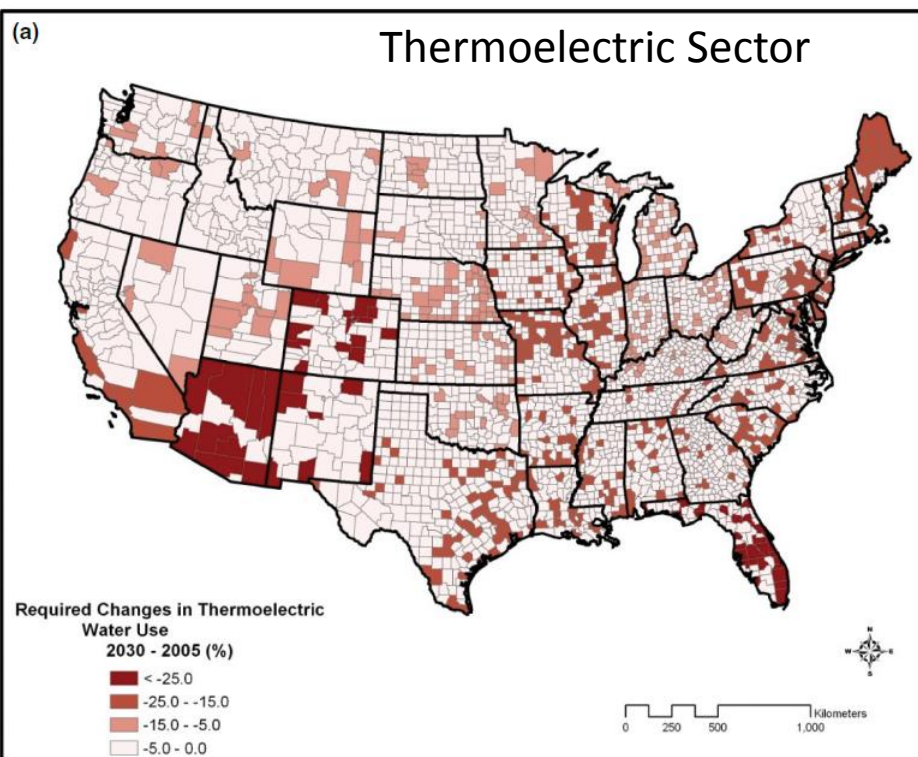 (a)
Thermoelectric Sector
Required Changes in Thermoelectric
Water Use
2030 - 2005 (%)
< -25.0
-25.0 - -15.0
-15.0 - -5.0
-5.0 - 0.0
N
W
E
S
Kilometers
0 250 500 1,000